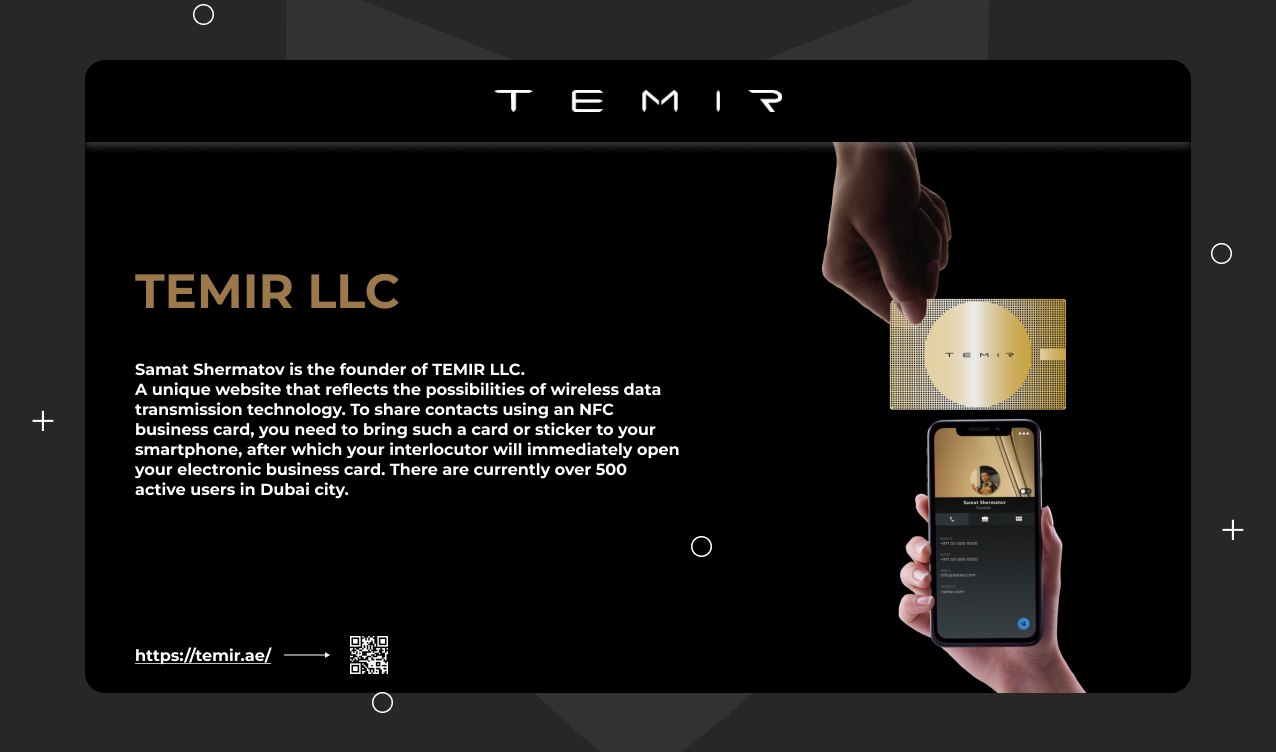 TEMIR
TEMIR LLC
Samat Shermatov is the founder of TEMIR LLC.
A unique website that reflects the possibilities of wireless data
transmission technology. To share contacts using an NFC
business card, you need to bring such a card or sticker to your
smartphone, after which your interlocutor will immediately open
your electronic business card. There are currently over 500
active users in Dubai city.
https://temir.ae/
TEMIR
Samat Shermatov
Founder
+971 00 000 0000
+971 00 000 0000
info@name.com
name.com